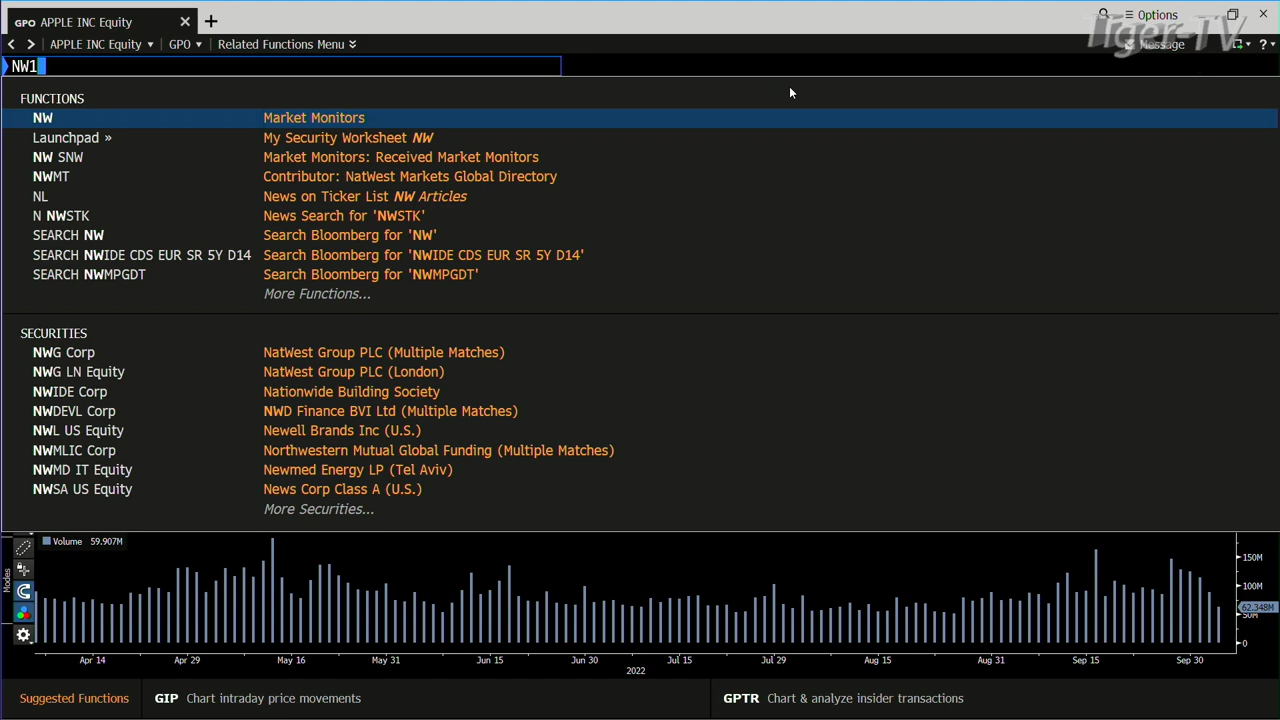 GPO APPLE INC Equity
Options
APPLE INC Equity GPO Related Functions Menu
Message ?
Tiger-TV
NW1
FUNCTIONS
NW Market Monitors
Launchpad » My Security Worksheet NW
NW SNW Market Monitors: Received Market Monitors
NWMT Contributor: NatWest Markets Global Directory
NL News on Ticker List NW Articles
N NWSTK News Search for 'NWSTK'
SEARCH NW Search Bloomberg for 'NW'
SEARCH NWIDE CDS EUR SR 5Y D14 Search Bloomberg for 'NWIDE CDS EUR SR 5Y D14'
SEARCH NWMPGDT Search Bloomberg for 'NWMPGDT'
More Functions...
SECURITIES
NWG Corp NatWest Group PLC (Multiple Matches)
NWG LN Equity NatWest Group PLC (London)
NWIDE Corp Nationwide Building Society
NWDEVL Corp NWD Finance BVI Ltd (Multiple Matches)
NWL US Equity Newell Brands Inc (U.S.)
NWMLIC Corp Northwestern Mutual Global Funding (Multiple Matches)
NWMD IT Equity Newmed Energy LP (Tel Aviv)
NWSA US Equity News Corp Class A (U.S.)
More Securities...
Volume 59.907M
150M
100M
62.348M
50M
0
Modes
Apr 14 Apr 29 May 16 May 31 Jun 15 Jun 30 Jul 15 Jul 29 Aug 15 Aug 31 Sep 15 Sep 30
2022
Suggested Functions GIP Chart intraday price movements GPTR Chart & analyze insider transactions